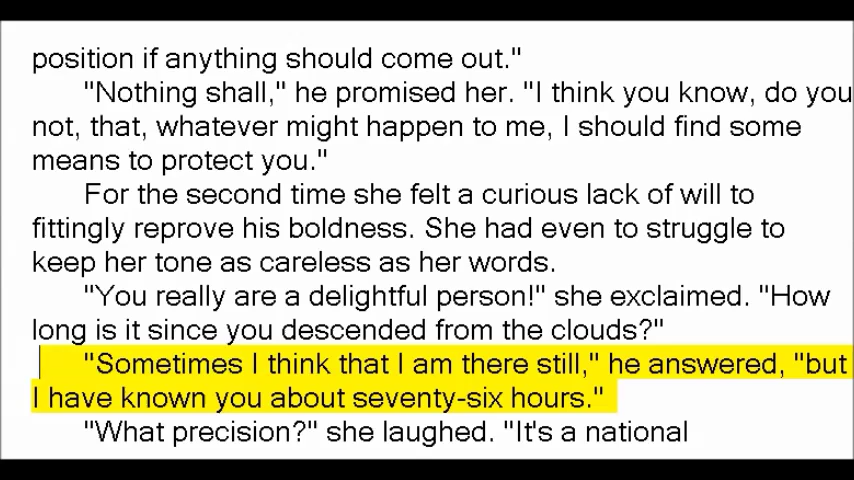 position if anything should come out."
"Nothing shall," he promised her. "I think you know, do you
not, that, whatever might happen to me, I should find some
means to protect you."
For the second time she felt a curious lack of will to
fittingly reprove his boldness. She had even to struggle to
keep her tone as careless as her words.
"You really are a delightful person!" she exclaimed. "How
long is it since you descended from the clouds?"
"Sometimes I think that I am there still," he answered, "but
I have known you about seventy-six hours."
"What precision?" she laughed. "It's a national